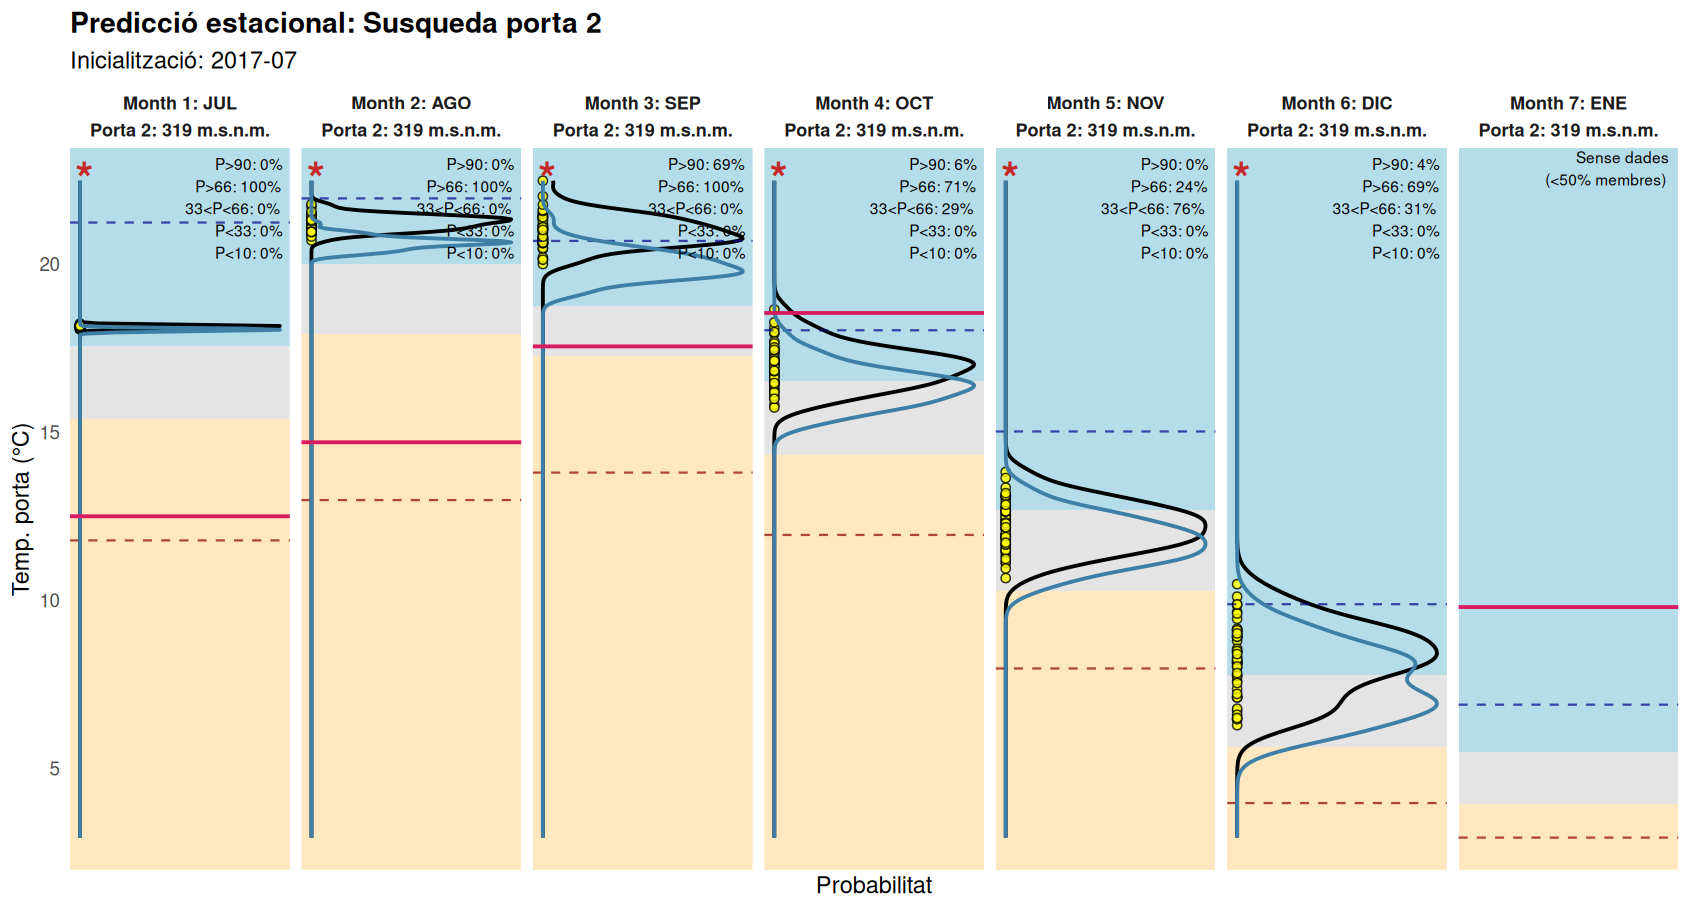 Predicció estacional: Susqueda porta 2
Inicialització: 2017-07
Month 1: JUL
Porta 2: 319 m.s.n.m.
Month 2: AGO
Porta 2: 319 m.s.n.m.
Month 3: SEP
Porta 2: 319 m.s.n.m.
Month 4: OCT
Porta 2: 319 m.s.n.m.
Month 5: NOV
Porta 2: 319 m.s.n.m.
Month 6: DIC
Porta 2: 319 m.s.n.m.
Month 7: ENE
Porta 2: 319 m.s.n.m.
*
P>90: 0%
P>66: 100%
33<P<66: 0%
P<33: 0%
P<10: 0%
*
P>90: 0%
P>66: 100%
33<P<66: 0%
P<33: 0%
P<10: 0%
*
P>90: 69%
P>66: 100%
33<P<66: 0%
P<33: 0%
P<10: 0%
*
P>90: 6%
P>66: 71%
33<P<66: 29%
P<33: 0%
P<10: 0%
*
P>90: 0%
P>66: 24%
33<P<66: 76%
P<33: 0%
P<10: 0%
*
P>90: 4%
P>66: 69%
33<P<66: 31%
P<33: 0%
P<10: 0%
Sense dades
(<50% membres)
20
15
10
5
Temp. porta (°C)
Probabilitat